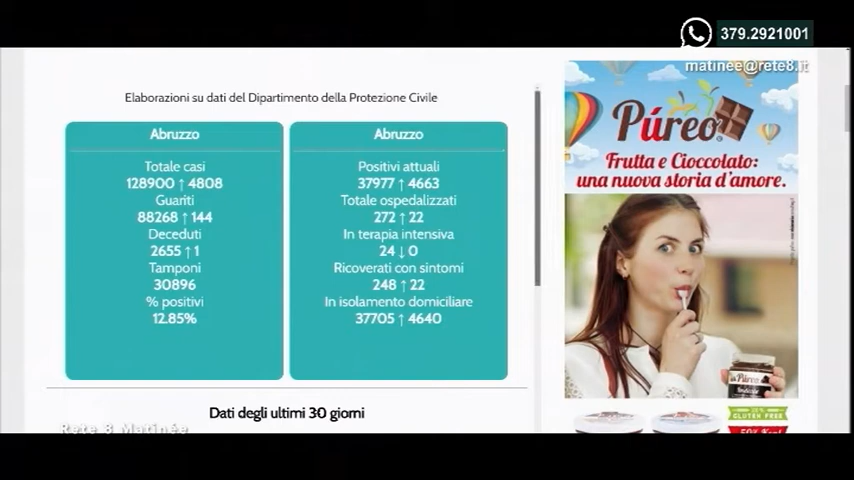 379.2921001
matinee@rete8.it
Elaborazioni su dati del Dipartimento della Protezione Civile
Abruzzo
Totale casi
128900 ↑ 4808
Guariti
88268 ↑ 144
Deceduti
2655 ↑ 1
Tamponi
30896
% positivi
12.85%
Abruzzo
Positivi attuali
37977 ↑ 4663
Totale ospedalizzati
272 ↑ 22
In terapia intensiva
24 ↓ 0
Ricoverati con sintomi
248 ↑ 22
In isolamento domiciliare
37705 ↑ 4640
Dati degli ultimi 30 giorni
Rete 8 Matinée
Púreo
Frutta e Cioccolato:
una nuova storia d'amore.
Púreo
GLUTEN FREE